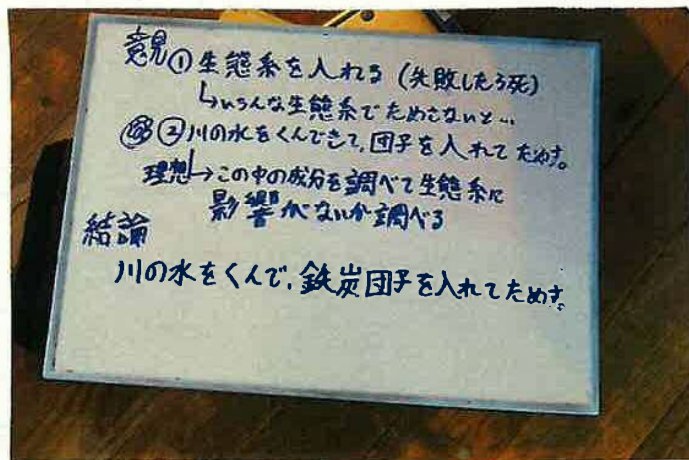 意見① 生態系を入れる (失敗したら死)
↳いろんな生態系でためさないと…
② 川の水をくんできて、団子を入れてためす。
理想↳この中の成分を調べて生態系に
影響がないか調べる
結論
川の水をくんで、鉄炭団子を入れてためす。